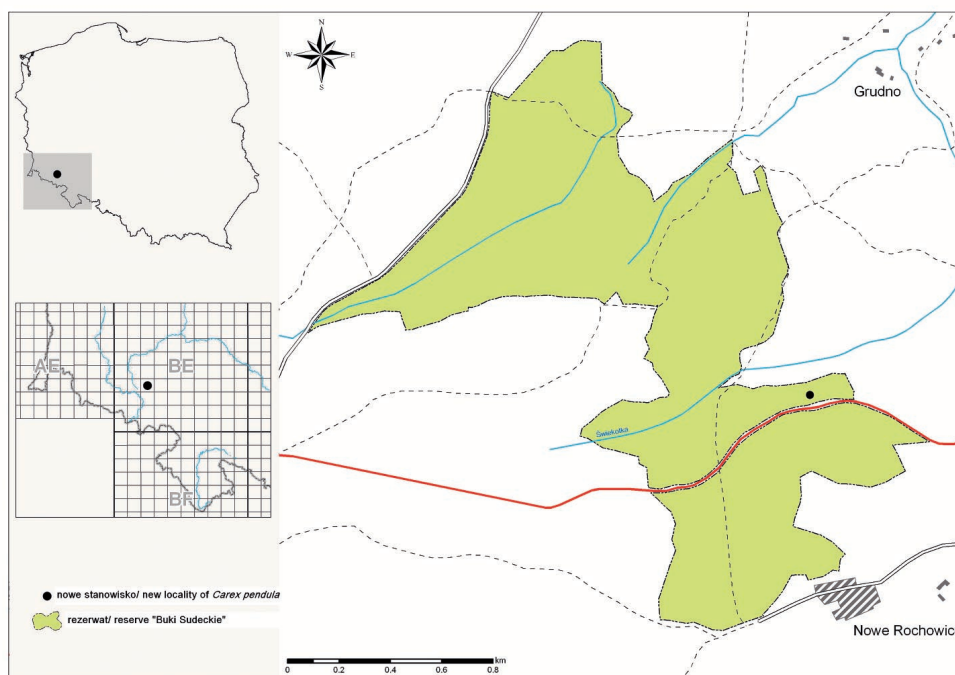 N
W E
S
Grudno
AE BE
BF
Świekotka
nowe stanowisko/ new locality of Carex pendula
rezerwat/ reserve "Buki Sudeckie"
Nowe Rochowice
km
0 0.2 0.4 0.6 0.8